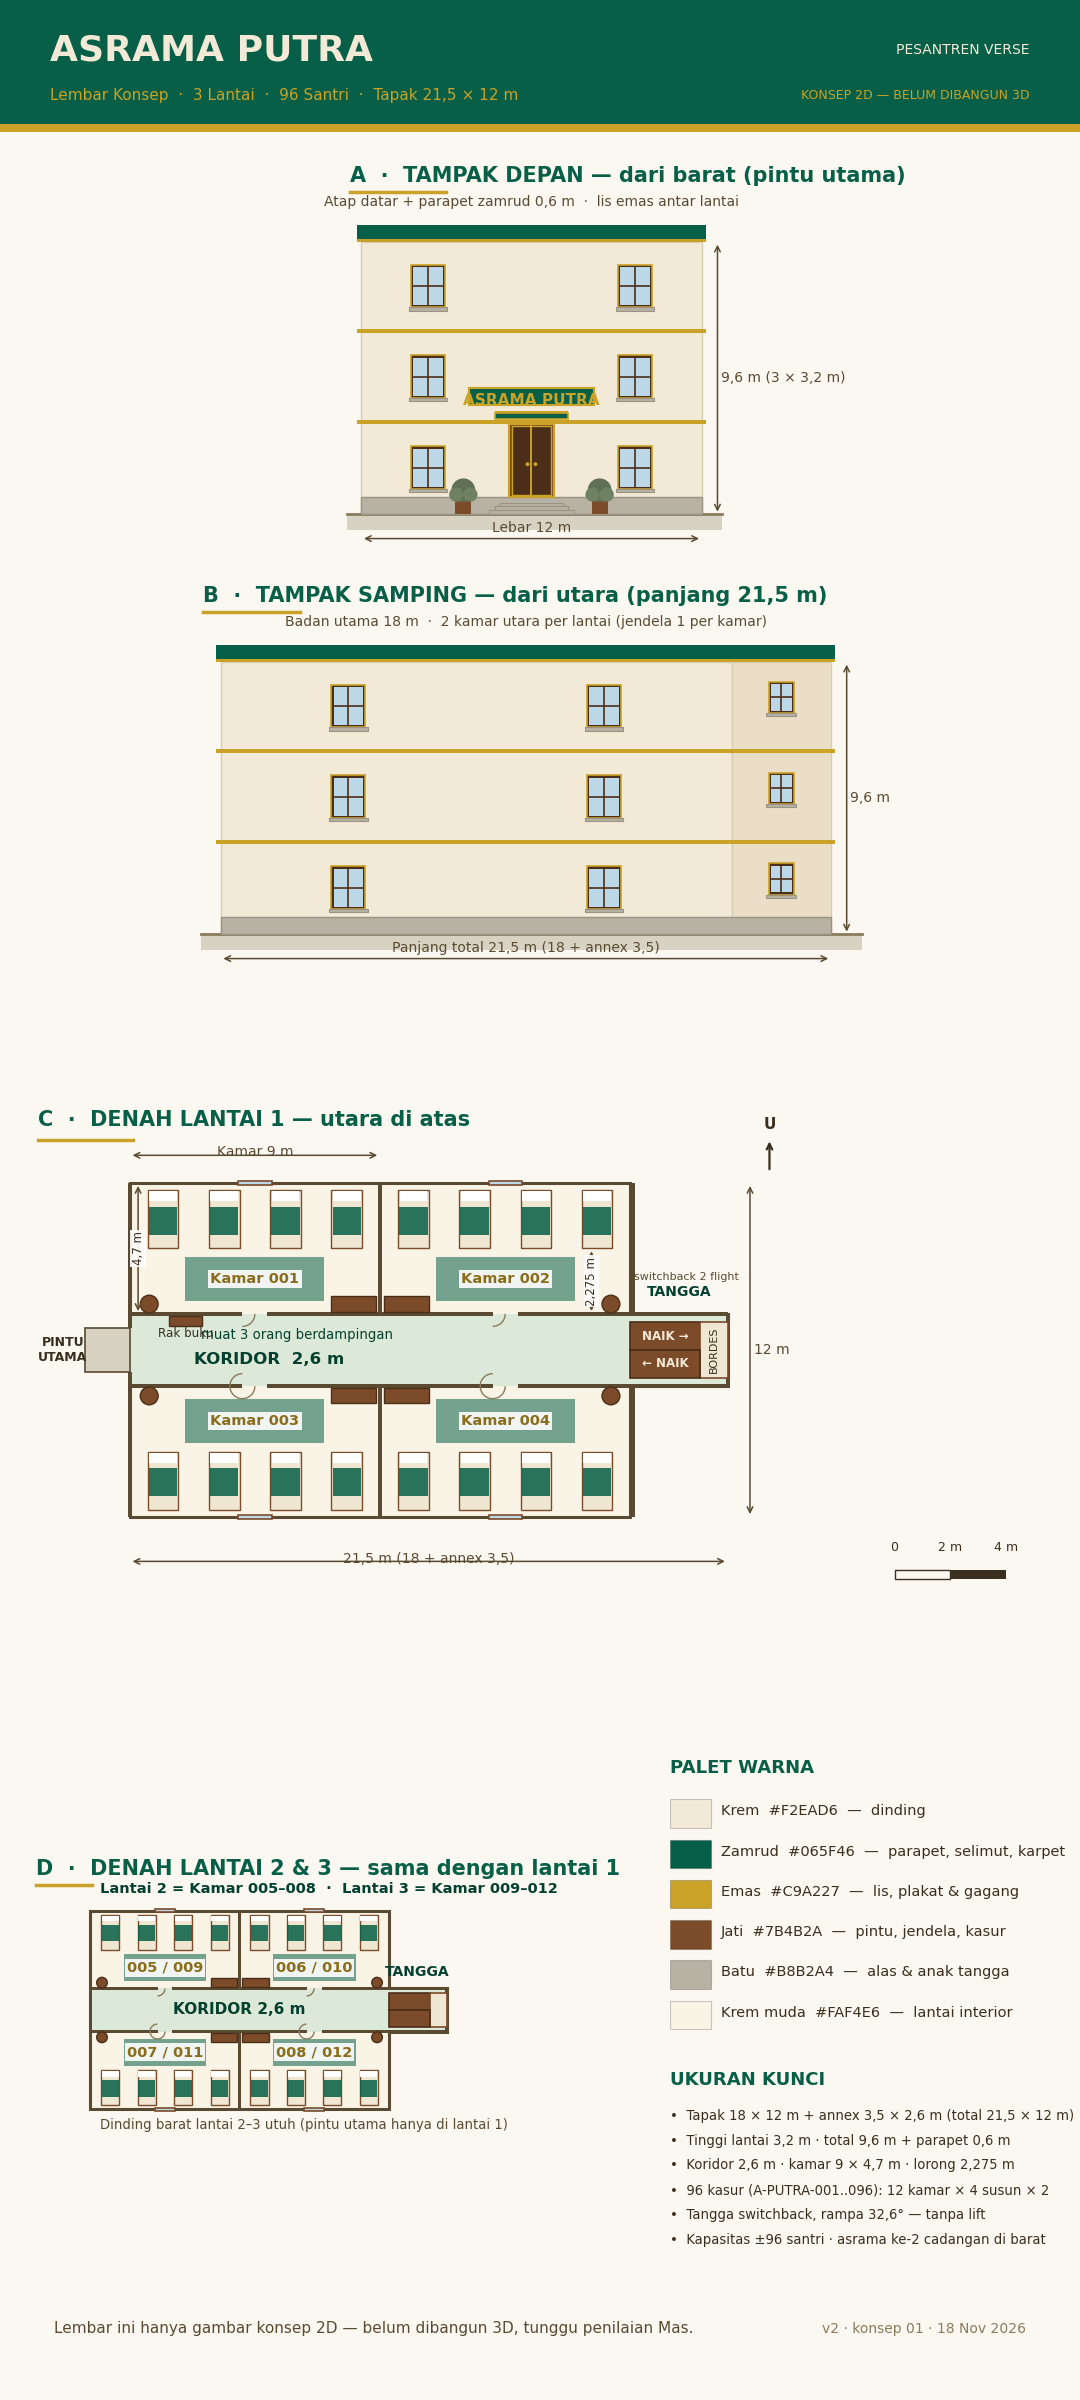 ASRAMA PUTRA
PESANTREN VERSE
Lembar Konsep · 3 Lantai · 96 Santri · Tapak 21,5 × 12 m
KONSEP 2D — BELUM DIBANGUN 3D
A · TAMPAK DEPAN — dari barat (pintu utama)
Atap datar + parapet zamrud 0,6 m · lis emas antar lantai
9,6 m (3 × 3,2 m)
ASRAMA PUTRA
Lebar 12 m
B · TAMPAK SAMPING — dari utara (panjang 21,5 m)
Badan utama 18 m · 2 kamar utara per lantai (jendela 1 per kamar)
9,6 m
Panjang total 21,5 m (18 + annex 3,5)
C · DENAH LANTAI 1 — utara di atas
U
Kamar 9 m
4,7 m
Kamar 001
Kamar 002
2,275 m
switchback 2 flight
TANGGA
Rak buku
muat 3 orang berdampingan
KORIDOR 2,6 m
PINTU
UTAMA
NAIK →
← NAIK
BORDES
12 m
Kamar 003
Kamar 004
21,5 m (18 + annex 3,5)
0 2 m 4 m
D · DENAH LANTAI 2 & 3 — sama dengan lantai 1
Lantai 2 = Kamar 005–008 · Lantai 3 = Kamar 009–012
005 / 009
006 / 010
TANGGA
KORIDOR 2,6 m
007 / 011
008 / 012
Dinding barat lantai 2–3 utuh (pintu utama hanya di lantai 1)
PALET WARNA
Krem #F2EAD6 — dinding
Zamrud #065F46 — parapet, selimut, karpet
Emas #C9A227 — lis, plakat & gagang
Jati #7B4B2A — pintu, jendela, kasur
Batu #B8B2A4 — alas & anak tangga
Krem muda #FAF4E6 — lantai interior
UKURAN KUNCI
• Tapak 18 × 12 m + annex 3,5 × 2,6 m (total 21,5 × 12 m)
• Tinggi lantai 3,2 m · total 9,6 m + parapet 0,6 m
• Koridor 2,6 m · kamar 9 × 4,7 m · lorong 2,275 m
• 96 kasur (A-PUTRA-001..096): 12 kamar × 4 susun × 2
• Tangga switchback, rampa 32,6° — tanpa lift
• Kapasitas ±96 santri · asrama ke-2 cadangan di barat
Lembar ini hanya gambar konsep 2D — belum dibangun 3D, tunggu penilaian Mas.
v2 · konsep 01 · 18 Nov 2026